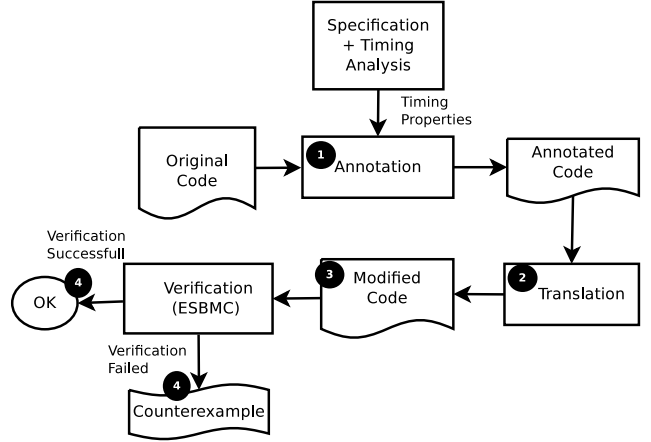 Specification
+ Timing
Analysis
Timing
Properties
Original
Code
1
Annotation
Annotated
Code
2
Translation
3
Modified
Code
Verification
(ESBMC)
Verification
Successfull
4
OK
Verification
Failed
4
Counterexample